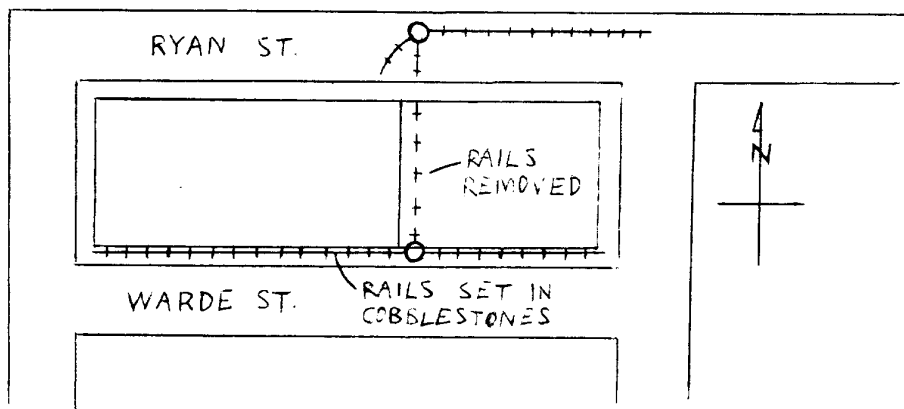 RYAN ST.
RAILS
REMOVED
N
WARDE ST.
RAILS SET IN
COBBLESTONES